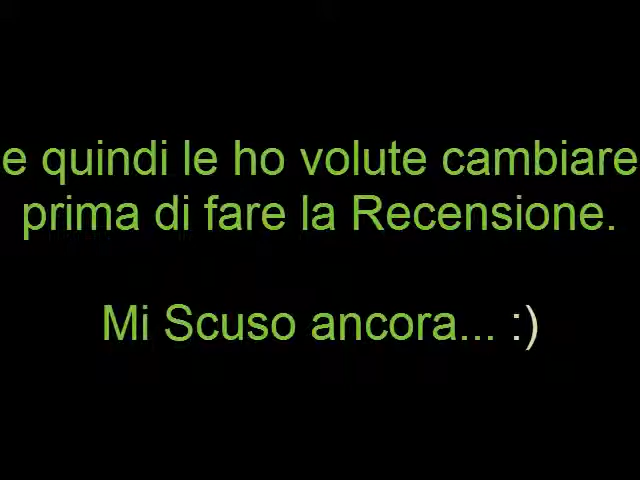 e quindi le ho volute cambiare
prima di fare la Recensione.
Mi Scuso ancora... :)